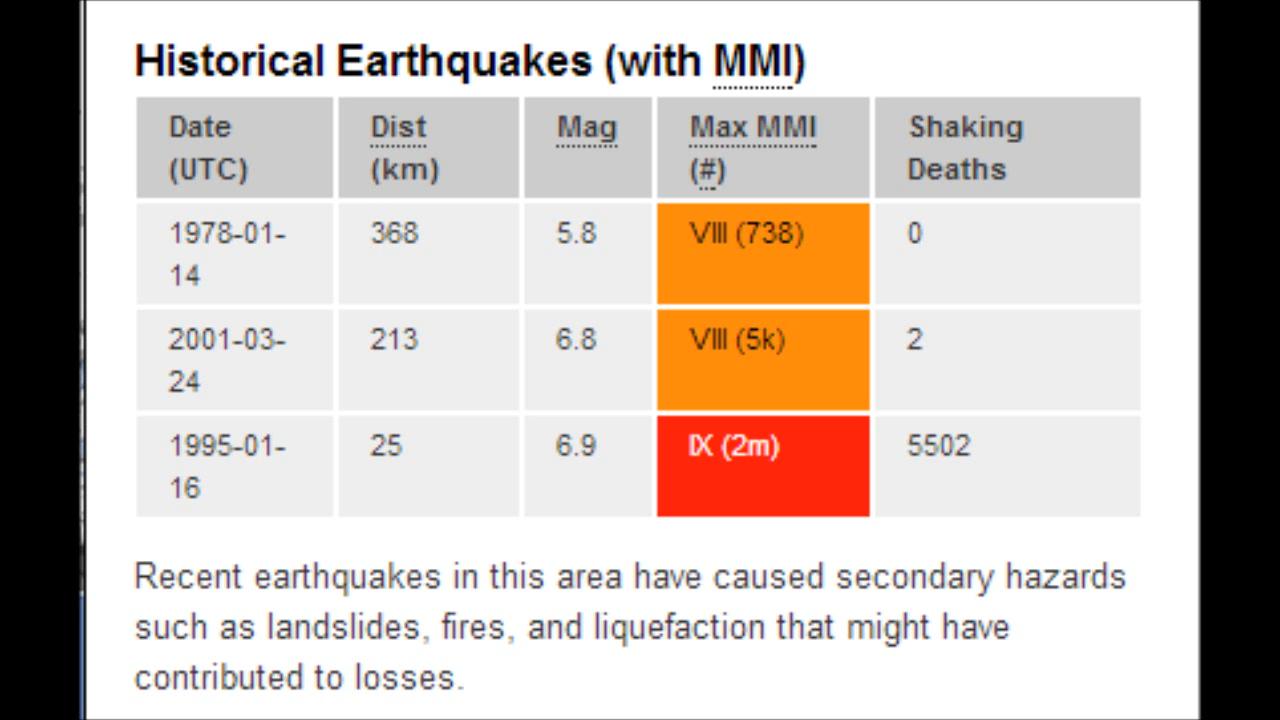 Historical Earthquakes (with MMI)
Date Dist Mag Max MMI Shaking
(UTC) (km) (#) Deaths
1978-01- 368 5.8 VIII (738) 0
14
2001-03- 213 6.8 VIII (5k) 2
24
1995-01- 25 6.9 IX (2m) 5502
16
Recent earthquakes in this area have caused secondary hazards
such as landslides, fires, and liquefaction that might have
contributed to losses.